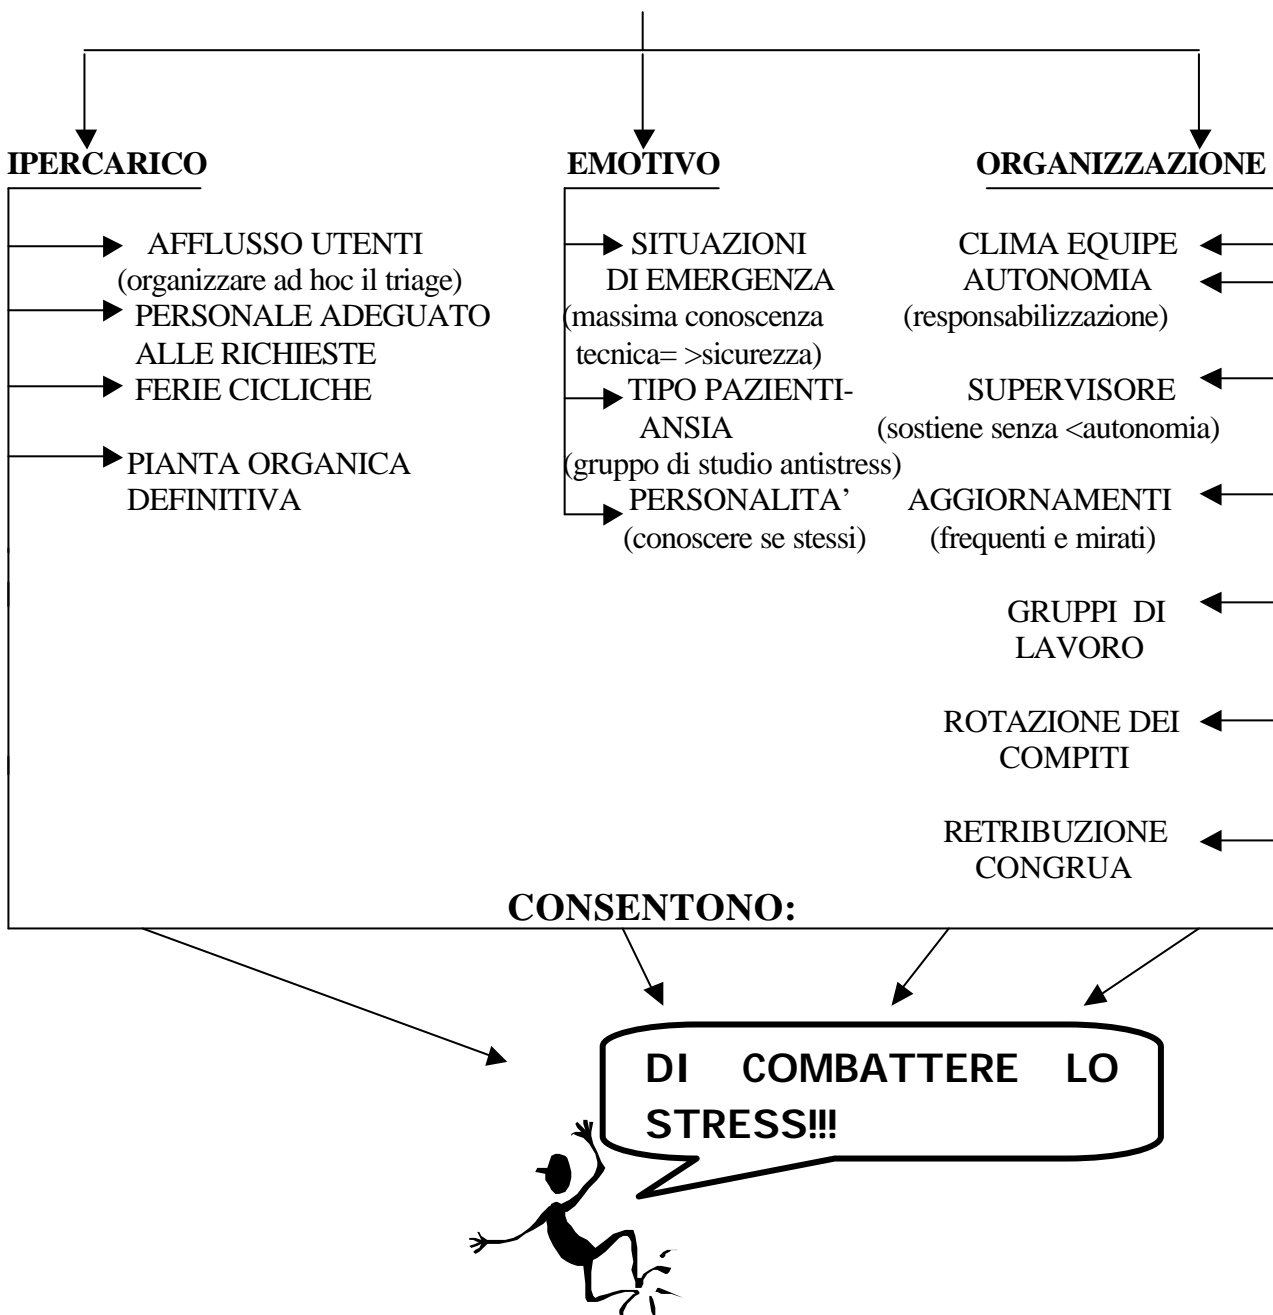 IPERCARICO
AFFLUSSO UTENTI
(organizzare ad hoc il triage)
PERSONALE ADEGUATO
ALLE RICHIESTE
FERIE CICLICHE
PIANTA ORGANICA
DEFINITIVA
EMOTIVO
SITUAZIONI
DI EMERGENZA
(massima conoscenza
tecnica= >sicurezza)
TIPO PAZIENTI-
ANSIA
(gruppo di studio antistress)
PERSONALITA’
(conoscere se stessi)
ORGANIZZAZIONE
CLIMA EQUIPE
AUTONOMIA
(responsabilizzazione)
SUPERVISORE
(sostiene senza <autonomia)
AGGIORNAMENTI
(frequenti e mirati)
GRUPPI DI
LAVORO
ROTAZIONE DEI
COMPITI
RETRIBUZIONE
CONGRUA
CONSENTONO:
DI COMBATTERE LO
STRESS!!!